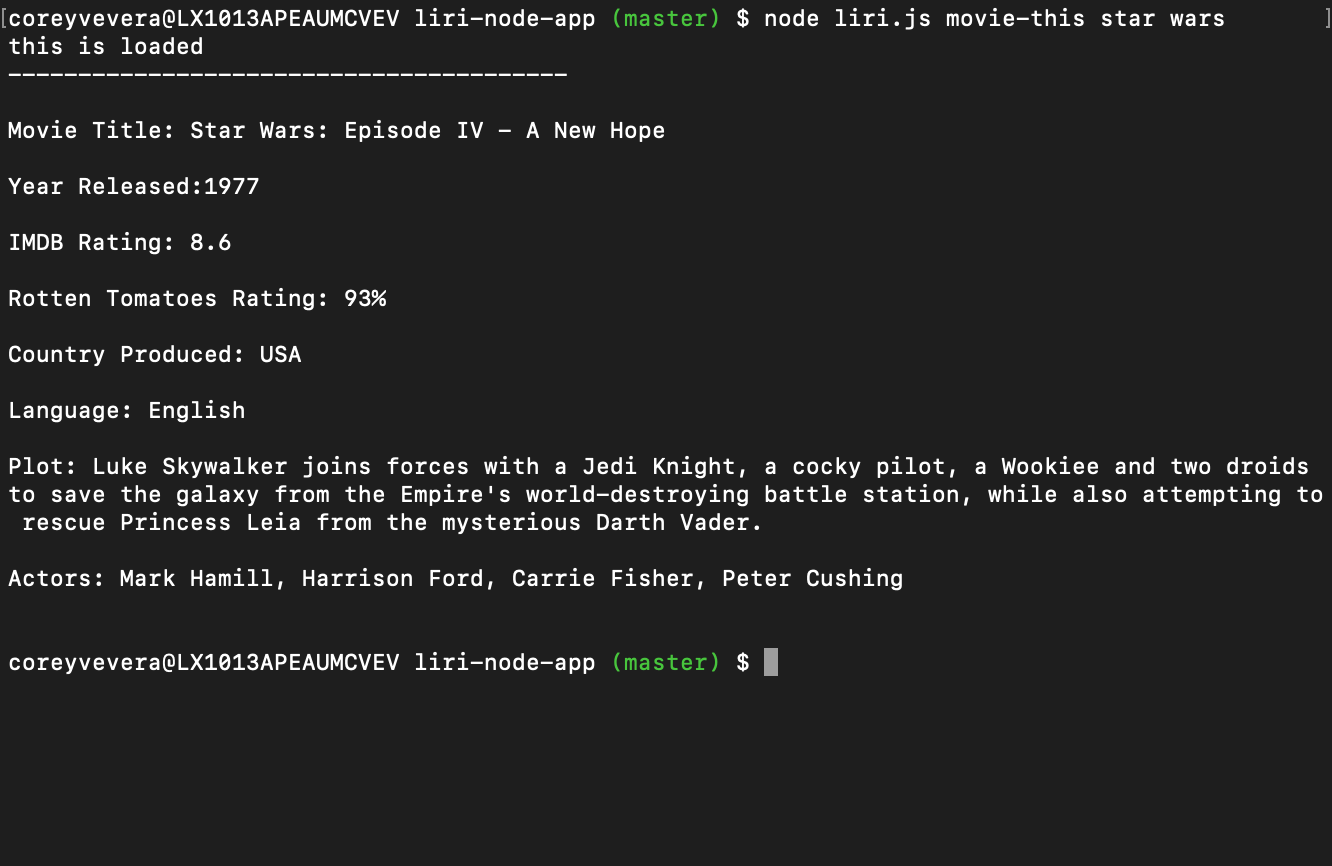 [coreyvevera@LX1013APEAUMCVEV liri-node-app (master) $ node liri.js movie-this star wars ]
this is loaded
----------------------------------------
Movie Title: Star Wars: Episode IV - A New Hope
Year Released:1977
IMDB Rating: 8.6
Rotten Tomatoes Rating: 93%
Country Produced: USA
Language: English
Plot: Luke Skywalker joins forces with a Jedi Knight, a cocky pilot, a Wookiee and two droids
to save the galaxy from the Empire's world-destroying battle station, while also attempting to
 rescue Princess Leia from the mysterious Darth Vader.
Actors: Mark Hamill, Harrison Ford, Carrie Fisher, Peter Cushing
coreyvevera@LX1013APEAUMCVEV liri-node-app (master) $